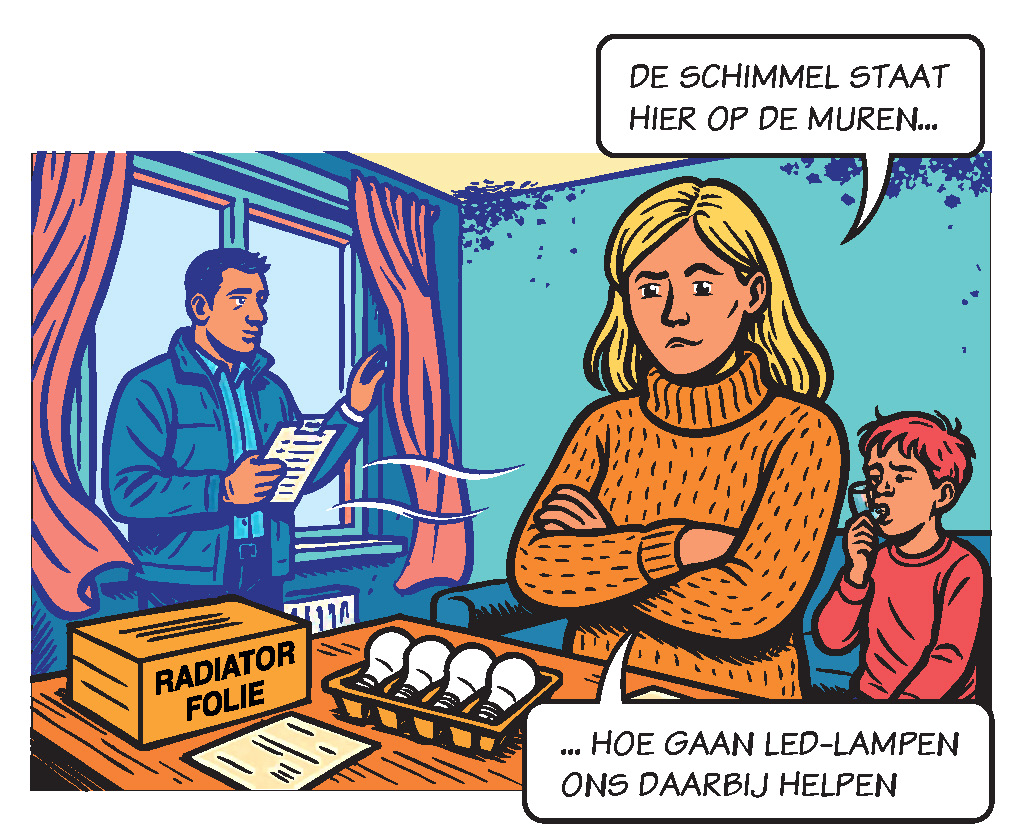 DE SCHIMMEL STAAT
HIER OP DE MUREN...
RADIATOR
FOLIE
... HOE GAAN LED-LAMPEN
ONS DAARBIJ HELPEN